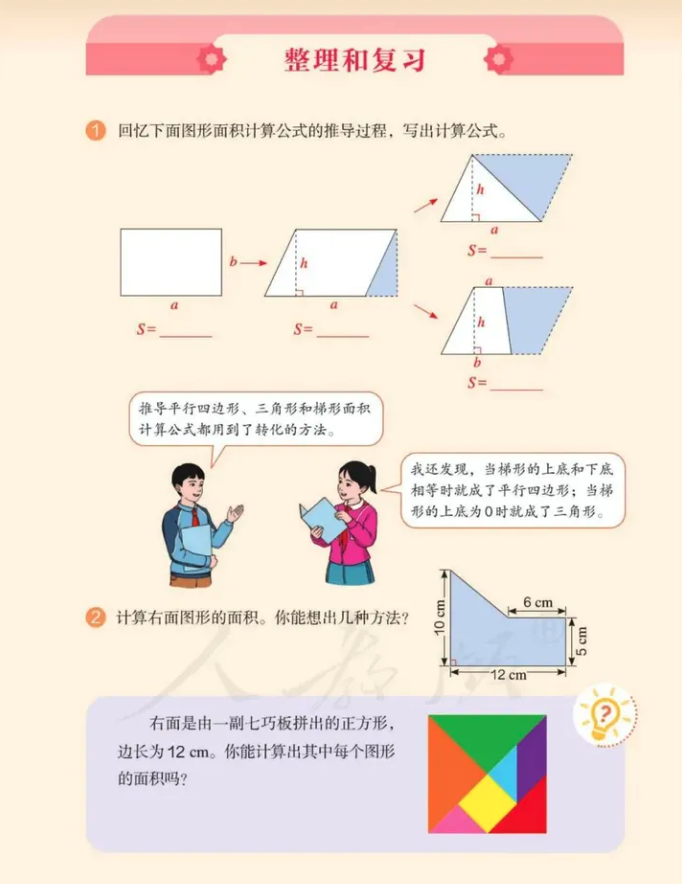 整理和复习
1 回忆下面图形面积计算公式的推导过程，写出计算公式。
h
a
S=
b
a
S=
h
a
S=
a
h
b
S=
推导平行四边形、三角形和梯形面积
计算公式都用到了转化的方法。
我还发现，当梯形的上底和下底
相等时就成了平行四边形；当梯
形的上底为0时就成了三角形。
2 计算右面图形的面积。你能想出几种方法？
10 cm
6 cm
5 cm
12 cm
人教
右面是由一副七巧板拼出的正方形，
边长为12 cm。你能计算出其中每个图形
的面积吗？
?